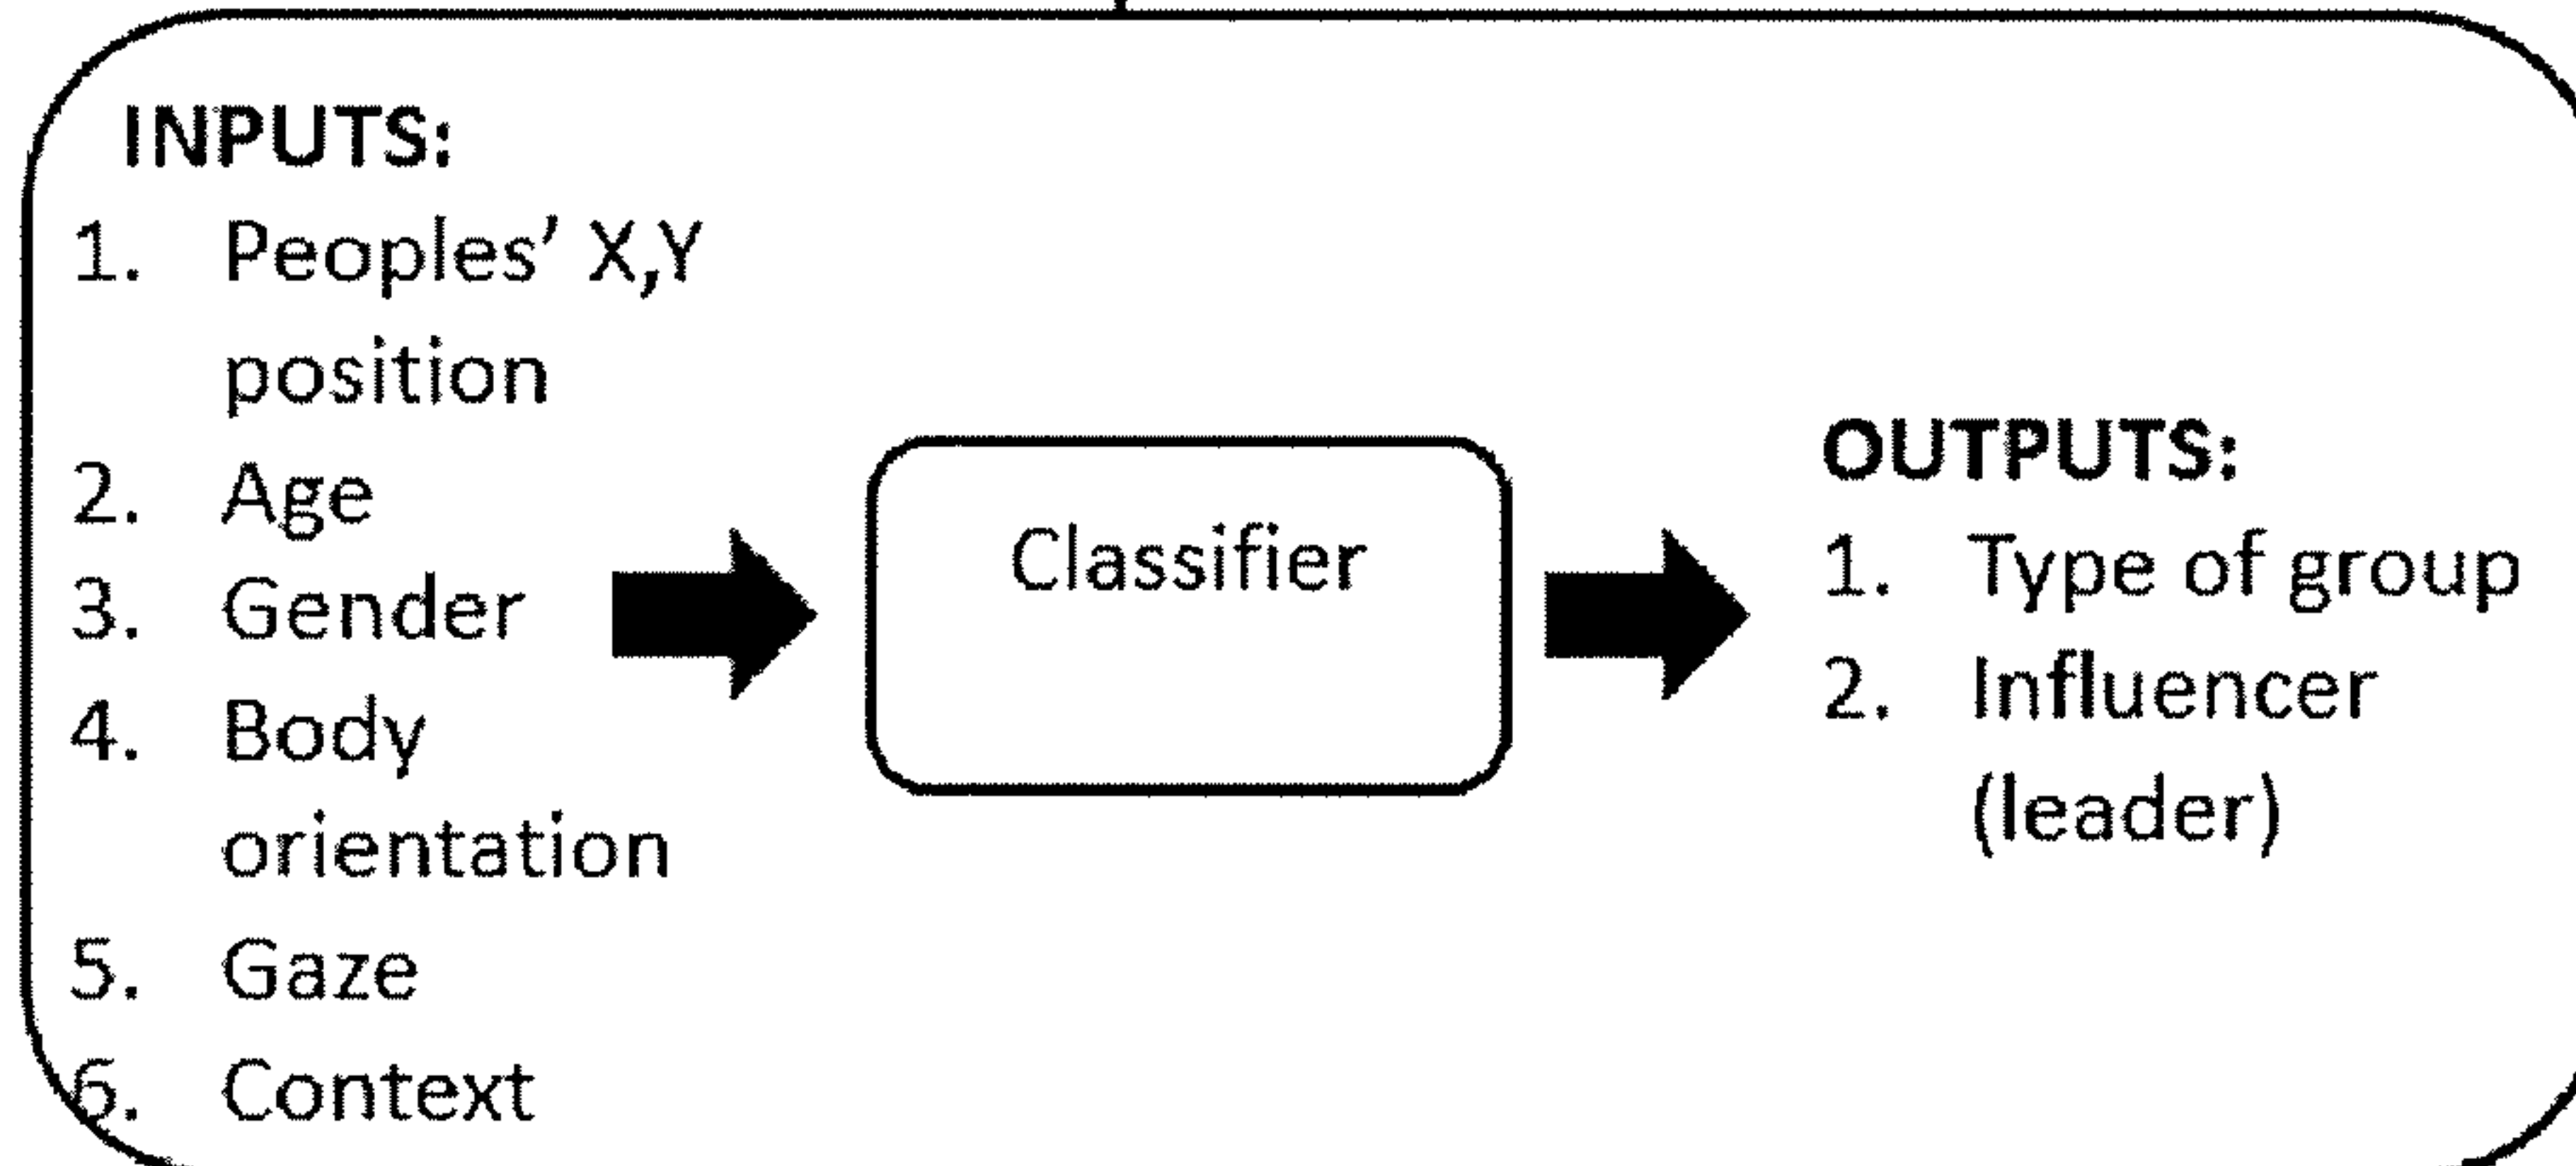 INPUTS:
1. Peoples’ X,Y
position
2. Age
3. Gender
4. Body
orientation
5. Gaze
6. Context
Classifier
OUTPUTS:
1. Type of group
2. Influencer
(leader)